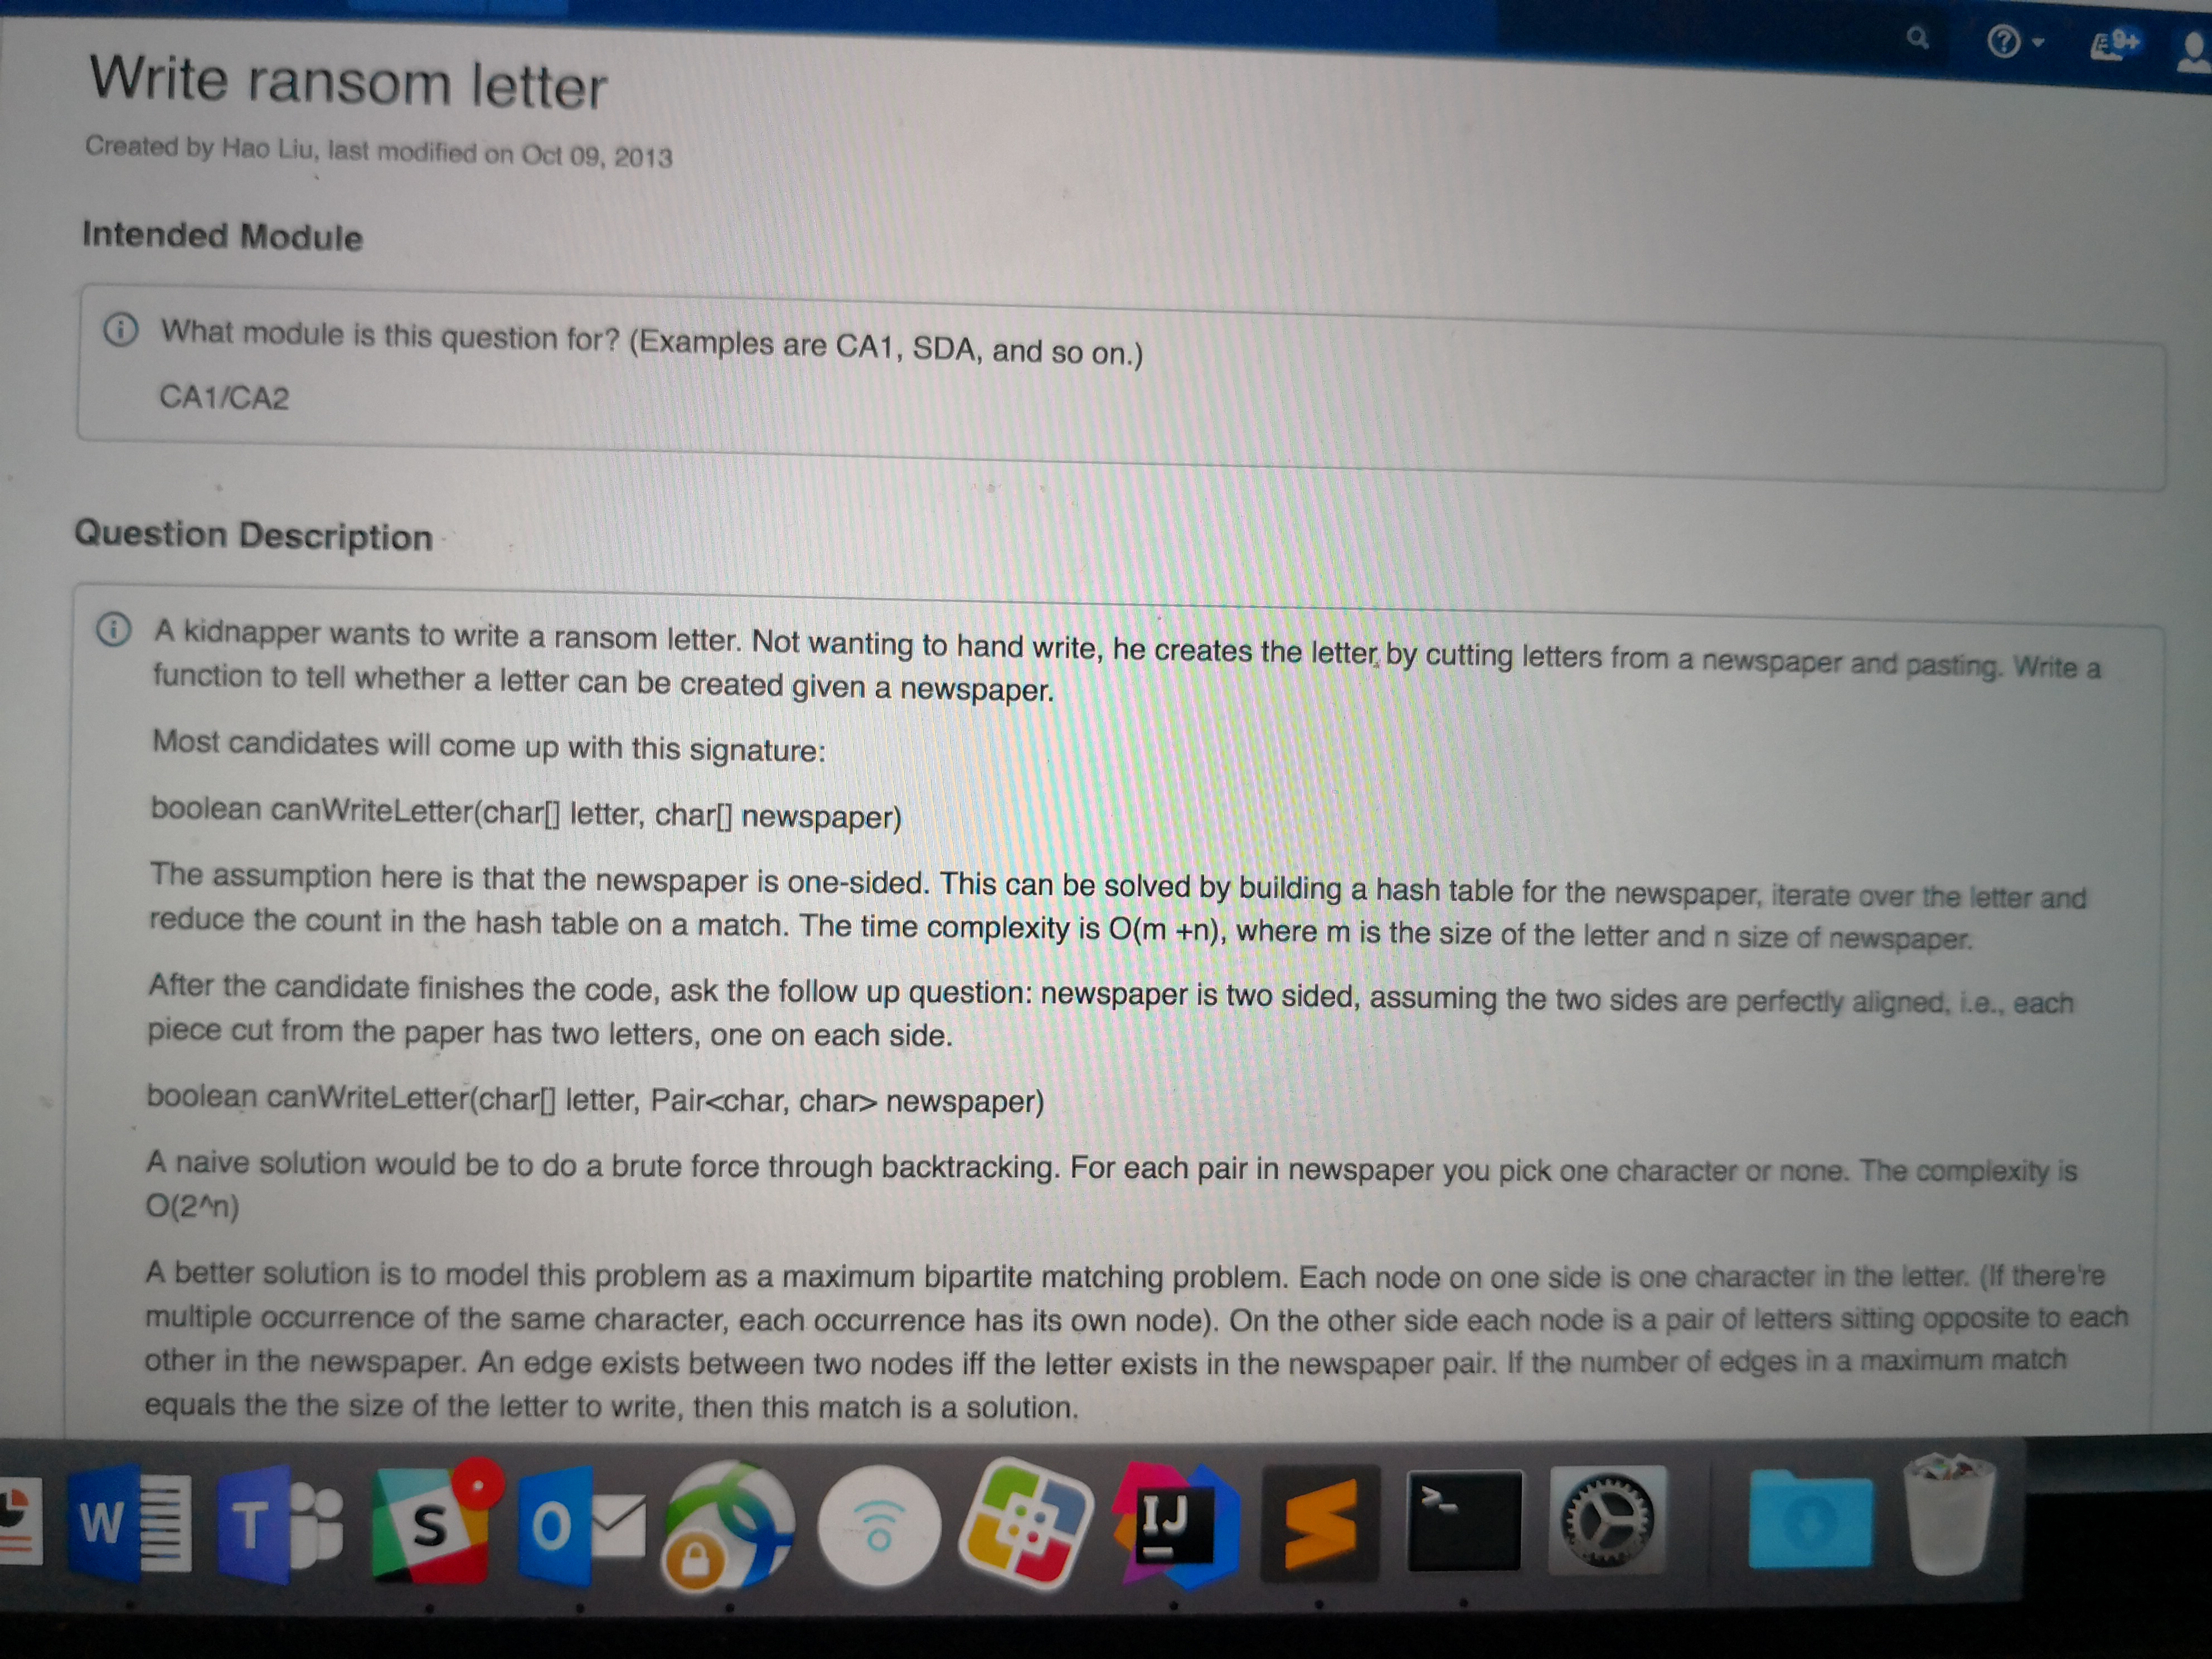 9+
Write ransom letter
Created by Hao Liu, last modified on Oct 09, 2013
Intended Module
What module is this question for? (Examples are CA1, SDA, and so on.)
CA1/CA2
Question Description
A kidnapper wants to write a ransom letter. Not wanting to hand write, he creates the letter by cutting letters from a newspaper and pasting. Write a
function to tell whether a letter can be created given a newspaper.
Most candidates will come up with this signature:
boolean canWriteLetter(char[] letter, char[] newspaper)
The assumption here is that the newspaper is one-sided. This can be solved by building a hash table for the newspaper, iterate over the letter and
reduce the count in the hash table on a match. The time complexity is O(m +n), where m is the size of the letter and n size of newspaper.
After the candidate finishes the code, ask the follow up question: newspaper is two sided, assuming the two sides are perfectly aligned, i.e., each
piece cut from the paper has two letters, one on each side.
boolean canWriteLetter(char[] letter, Pair<char, char> newspaper)
A naive solution would be to do a brute force through backtracking. For each pair in newspaper you pick one character or none. The complexity is
O(2^n)
A better solution is to model this problem as a maximum bipartite matching problem. Each node on one side is one character in the letter. (If there're
multiple occurrence of the same character, each occurrence has its own node). On the other side each node is a pair of letters sitting opposite to each
other in the newspaper. An edge exists between two nodes iff the letter exists in the newspaper pair. If the number of edges in a maximum match
equals the the size of the letter to write, then this match is a solution.
W T S O IJ >_